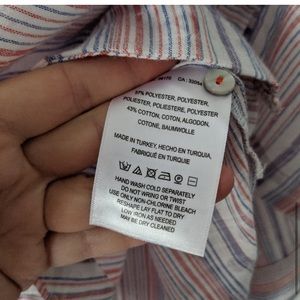 CA: 32054
57% POLYESTER, POLYESTER,
POLIESTER, POLIESTERE, POLYESTER
43% COTTON, COTON, ALGODON,
COTONE, BAUMWOLLE
MADE IN TURKEY, HECHO EN TURQUIA,
FABRIQUÉ EN TURQUIE
HAND WASH COLD SEPARATELY
DO NOT WRING OR TWIST
USE ONLY NON-CHLORINE BLEACH
RESHAPE LAY FLAT TO DRY
LOW IRON AS NEEDED
MAY BE DRY CLEANED